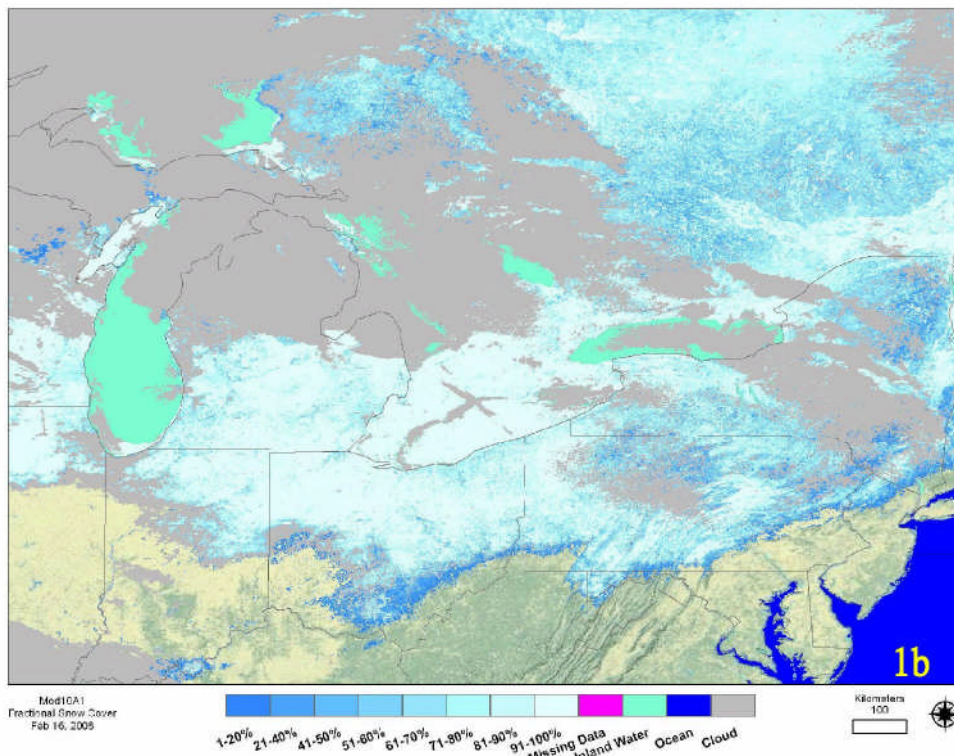 1b
Mod10A1
Fractional Snow Cover
Feb 16, 2008
1-20%
21-40%
41-50%
51-60%
61-70%
71-80%
81-90%
91-100%
Missing Data
Inland Water
Ocean
Cloud
Kilometers
100